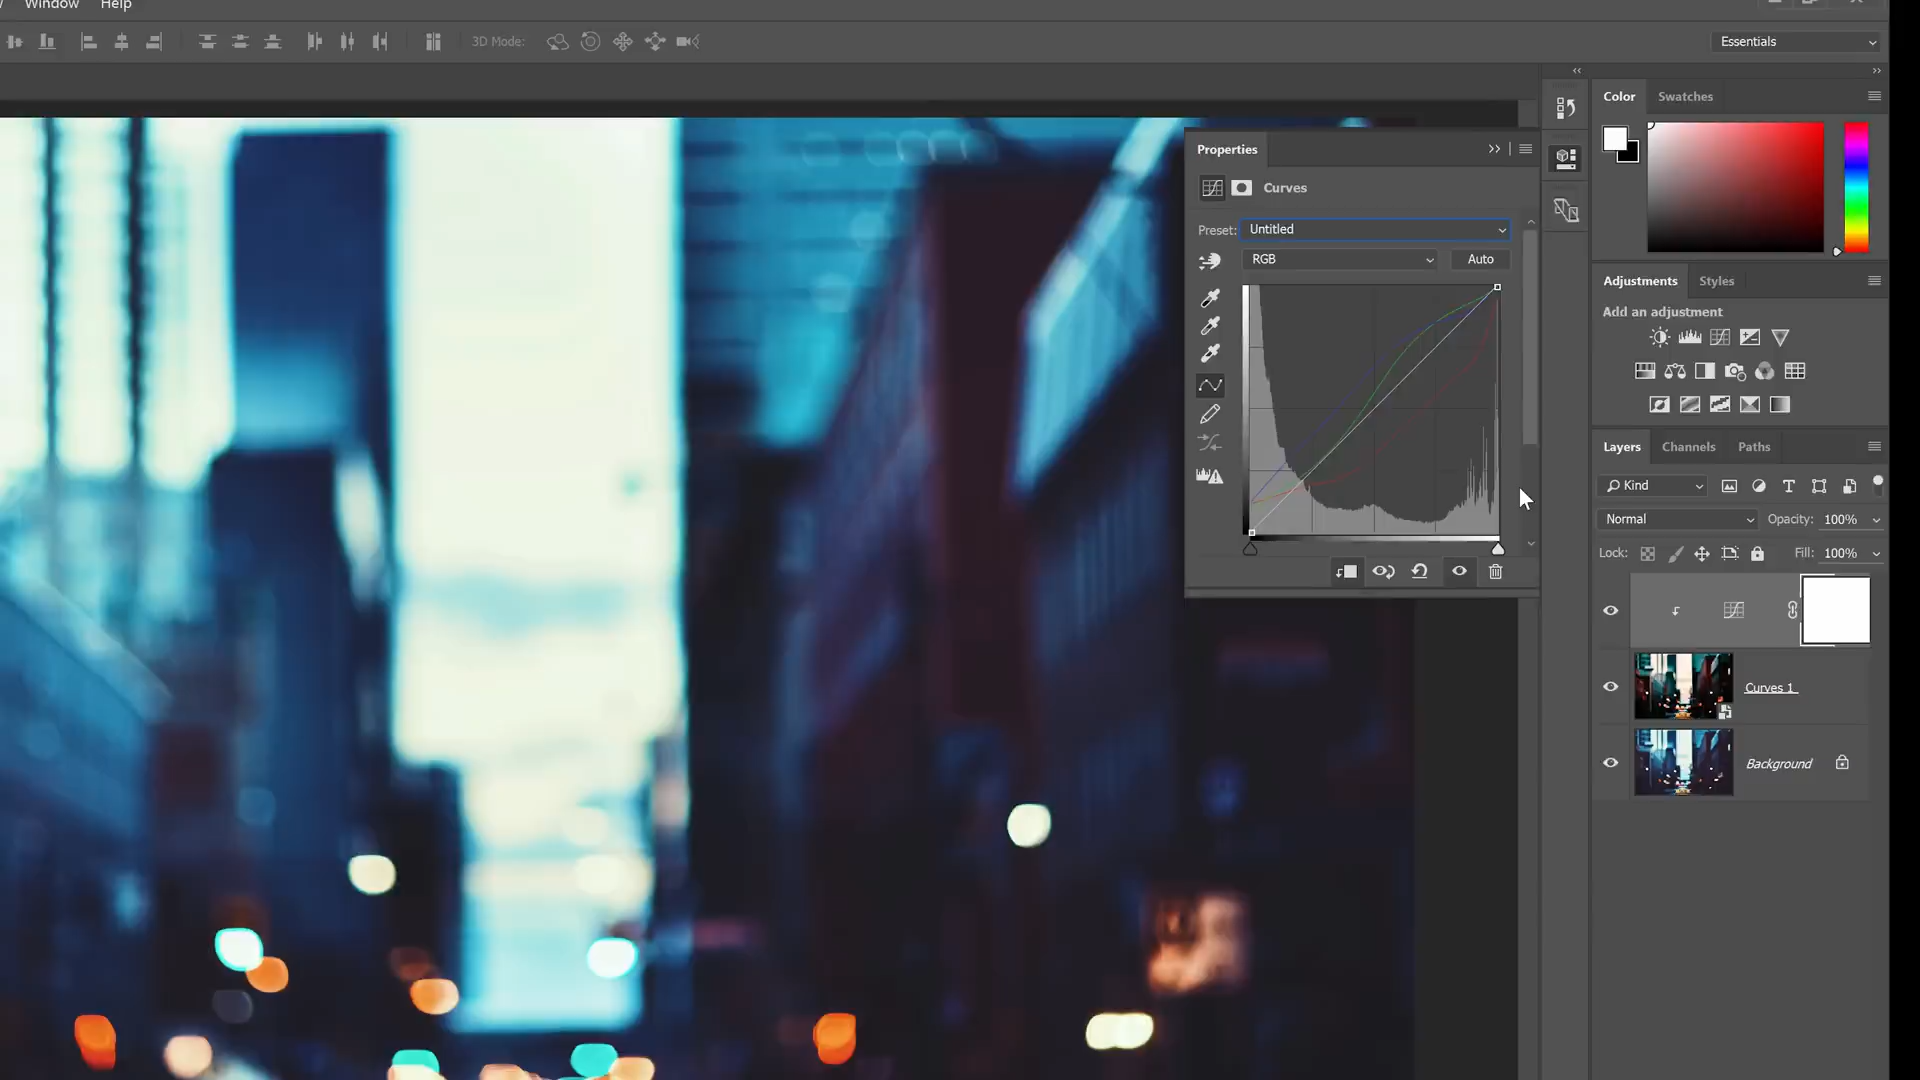 Window Help
3D Mode:
Essentials
Color Swatches
Properties
Curves
Preset: Untitled
RGB Auto
Adjustments Styles
Add an adjustment
Layers Channels Paths
Kind
Normal Opacity: 100%
Lock: Fill: 100%
Curves 1
Background